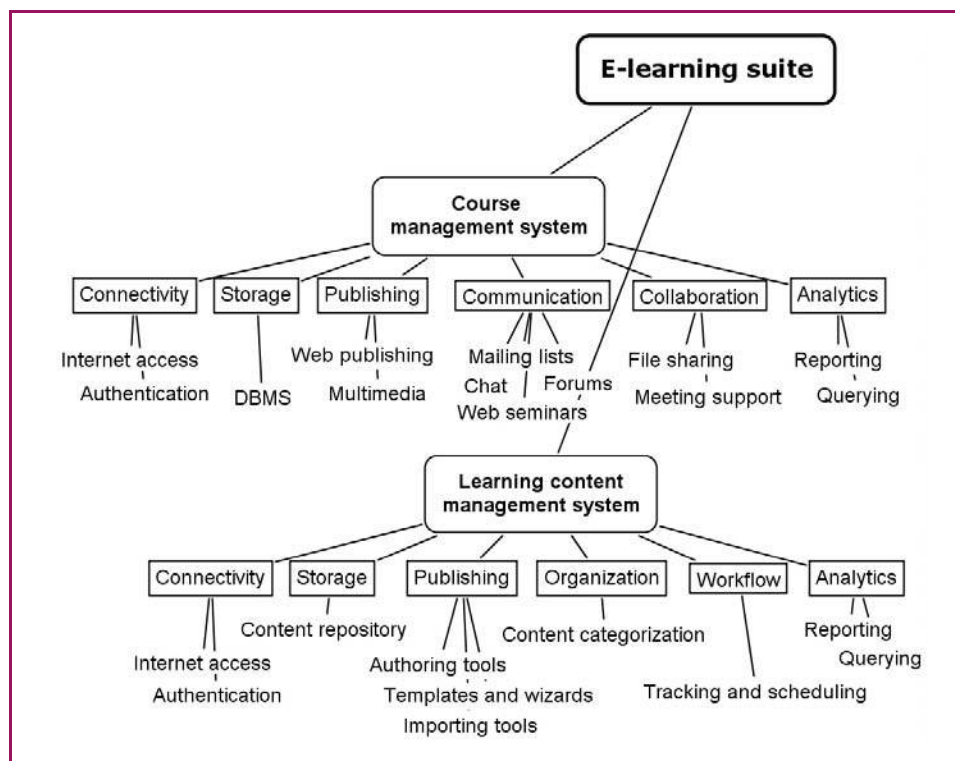 E-learning suite
Course
management system
Connectivity
Storage
Publishing
Communication
Collaboration
Analytics
Internet access
Authentication
DBMS
Web publishing
Multimedia
Mailing lists
Chat
Forums
Web seminars
File sharing
Meeting support
Reporting
Querying
Learning content
management system
Connectivity
Storage
Publishing
Organization
Workflow
Analytics
Internet access
Authentication
Content repository
Authoring tools
Templates and wizards
Importing tools
Content categorization
Tracking and scheduling
Reporting
Querying